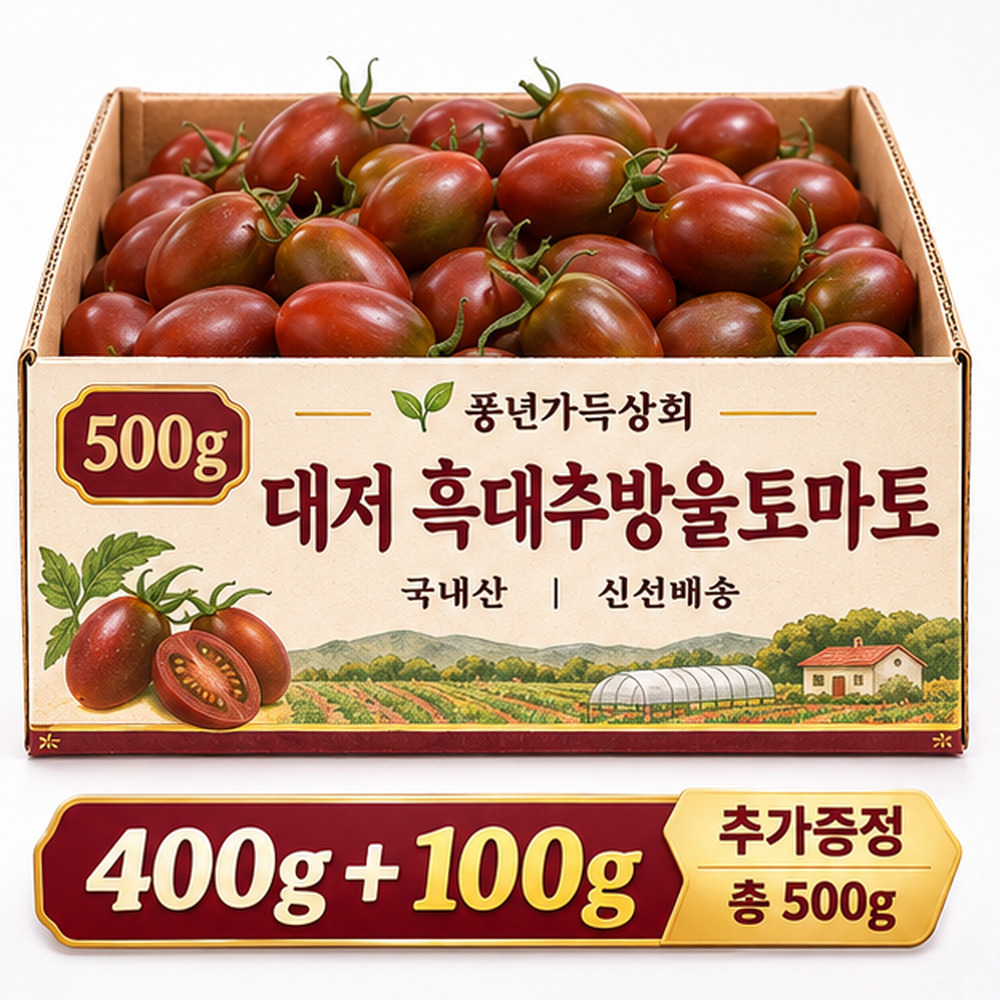 500g
퐁년가득상회
대저 흑대추방울토마토
국내산 | 신선배송
400g + 100g
추가증정
총 500g